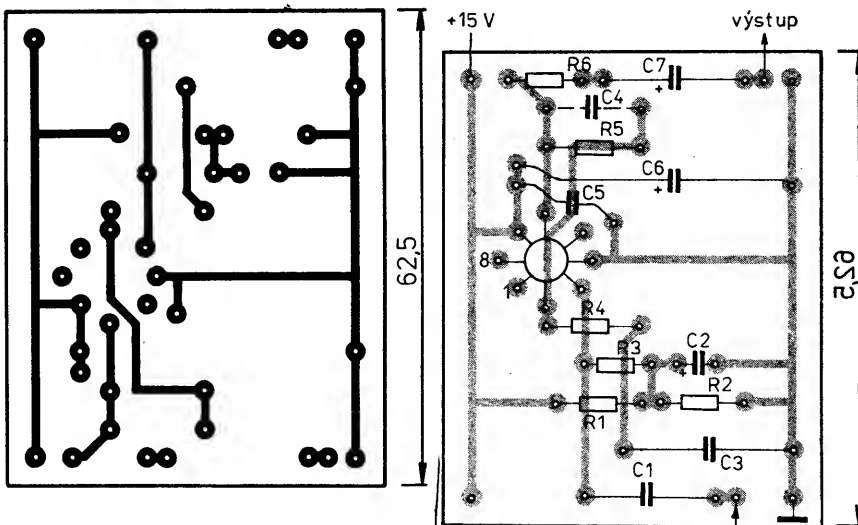 62,5
+15 V
výstup
R6
C7
+
C4
R5
C6
+
C5
8
1
R4
R3
C2
+
R2
R1
C3
C1
62,5